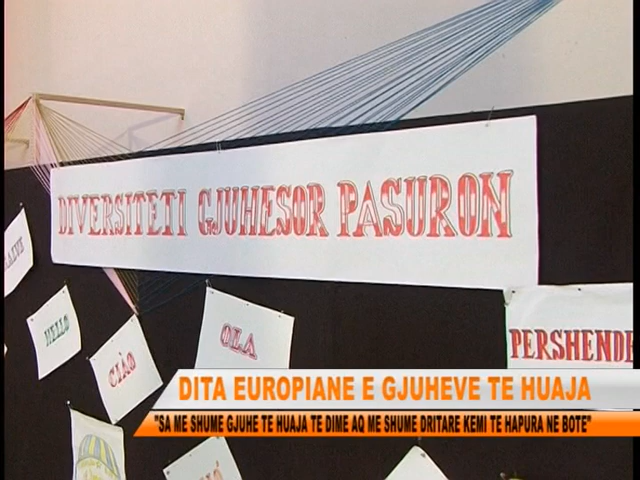 DIVERSITETI GJUHESOR PASURON
HELLO
CIÀO
OLA
PERSHENDE
DITA EUROPIANE E GJUHEVE TE HUAJA
"SA ME SHUME GJUHE TE HUAJA TE DIME AQ ME SHUME DRITARE KEMI TE HAPURA NE BOTE"